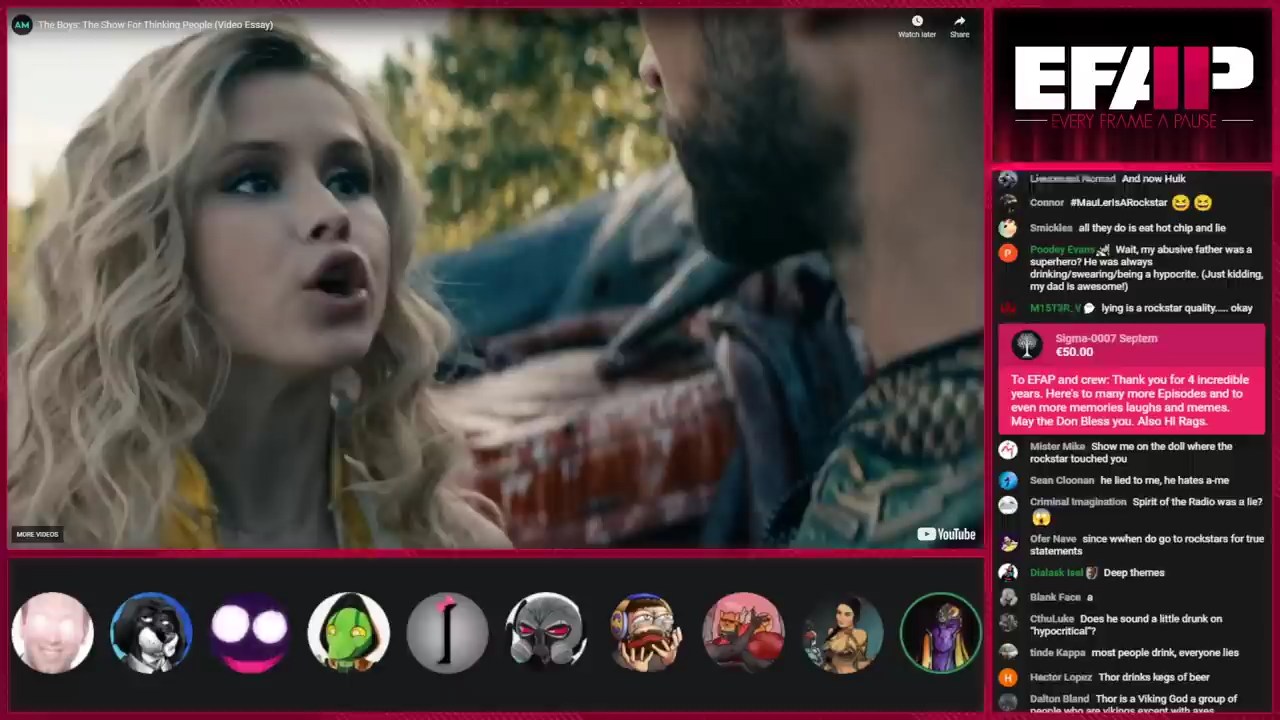 AM
The Boys: The Show For Thinking People (Video Essay)
Watch later
Share
MORE VIDEOS
YouTube
EFAP
EVERY FRAME A PAUSE
And now Hulk
Connor #MauLerIsARockstar 😆 😆
Smickles all they do is eat hot chip and lie
P
Poodey Evans Wait, my abusive father was a
superhero? He was always
drinking/swearing/being a hypocrite. (Just kidding,
my dad is awesome!)
M15T3R_V lying is a rockstar quality..... okay
Sigma-0007 Septem
€50.00
To EFAP and crew: Thank you for 4 incredible
years. Here's to many more Episodes and to
even more memories laughs and memes.
May the Don Bless you. Also HI Rags.
Mister Mike Show me on the doll where the
rockstar touched you
Sean Cloonan he lied to me, he hates a-me
Criminal Imagination Spirit of the Radio was a lie?
😱
Ofer Nave since wwhen do go to rockstars for true
statements
Dialask Isel Deep themes
Blank Face a
CthuLuke Does he sound a little drunk on
"hypocritical"?
tinde Kappa most people drink, everyone lies
H
Hector Lopez Thor drinks kegs of beer
Dalton Bland Thor is a Viking God a group of
people who are vikings except with axes